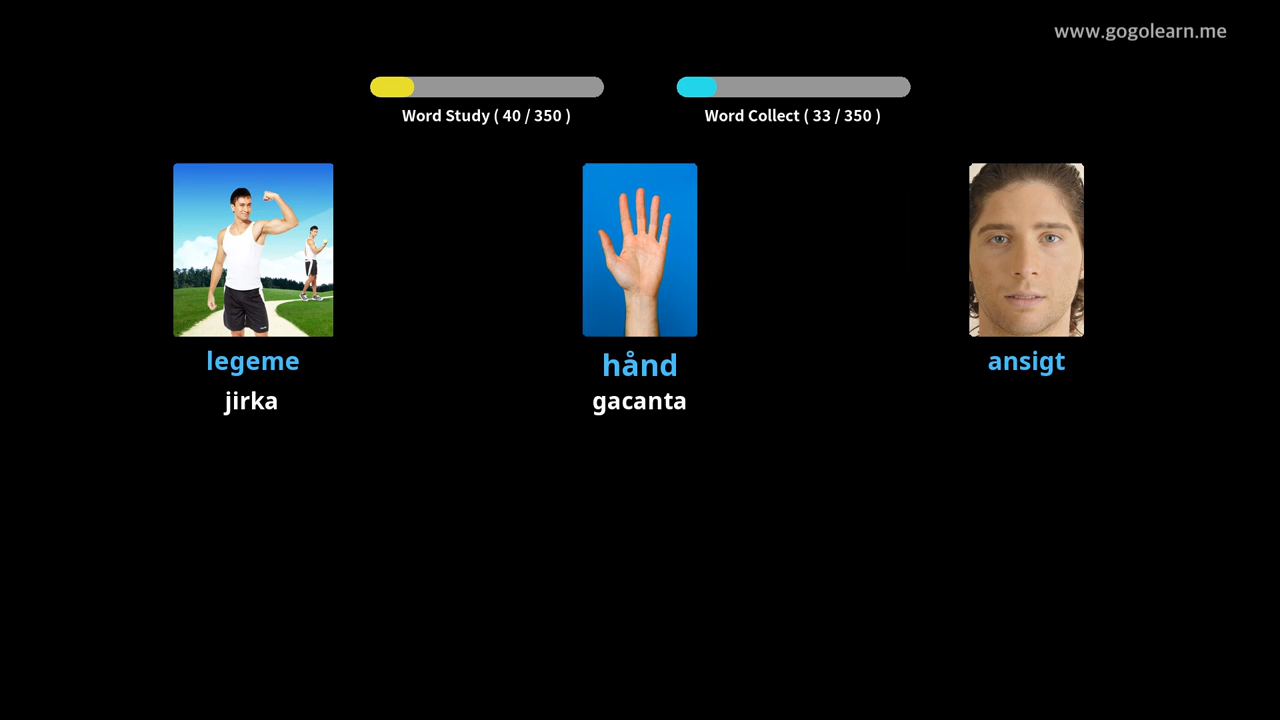 www.gogolearn.me
Word Study ( 40 / 350 )
Word Collect ( 33 / 350 )
legeme
jirka
hånd
gacanta
ansigt